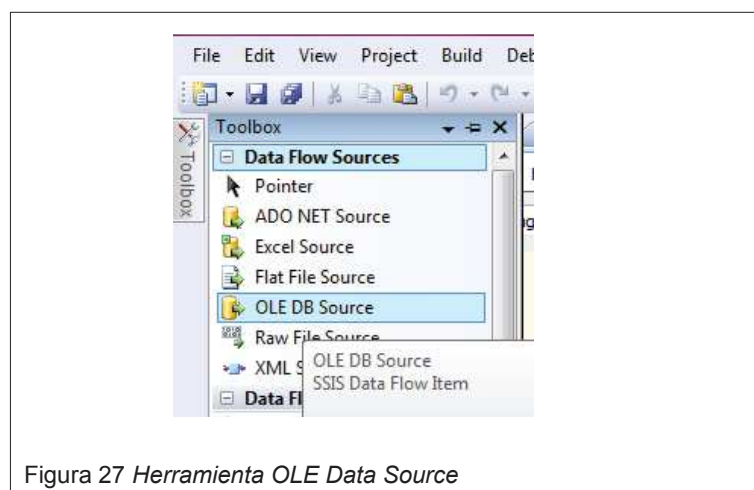 File Edit View Project Build Deb
Toolbox
Toolbox
Data Flow Sources
Pointer
ADO NET Source
Excel Source
Flat File Source
OLE DB Source
Raw File Source
XML S
OLE DB Source
SSIS Data Flow Item
Data Fl
Figura 27 Herramienta OLE Data Source